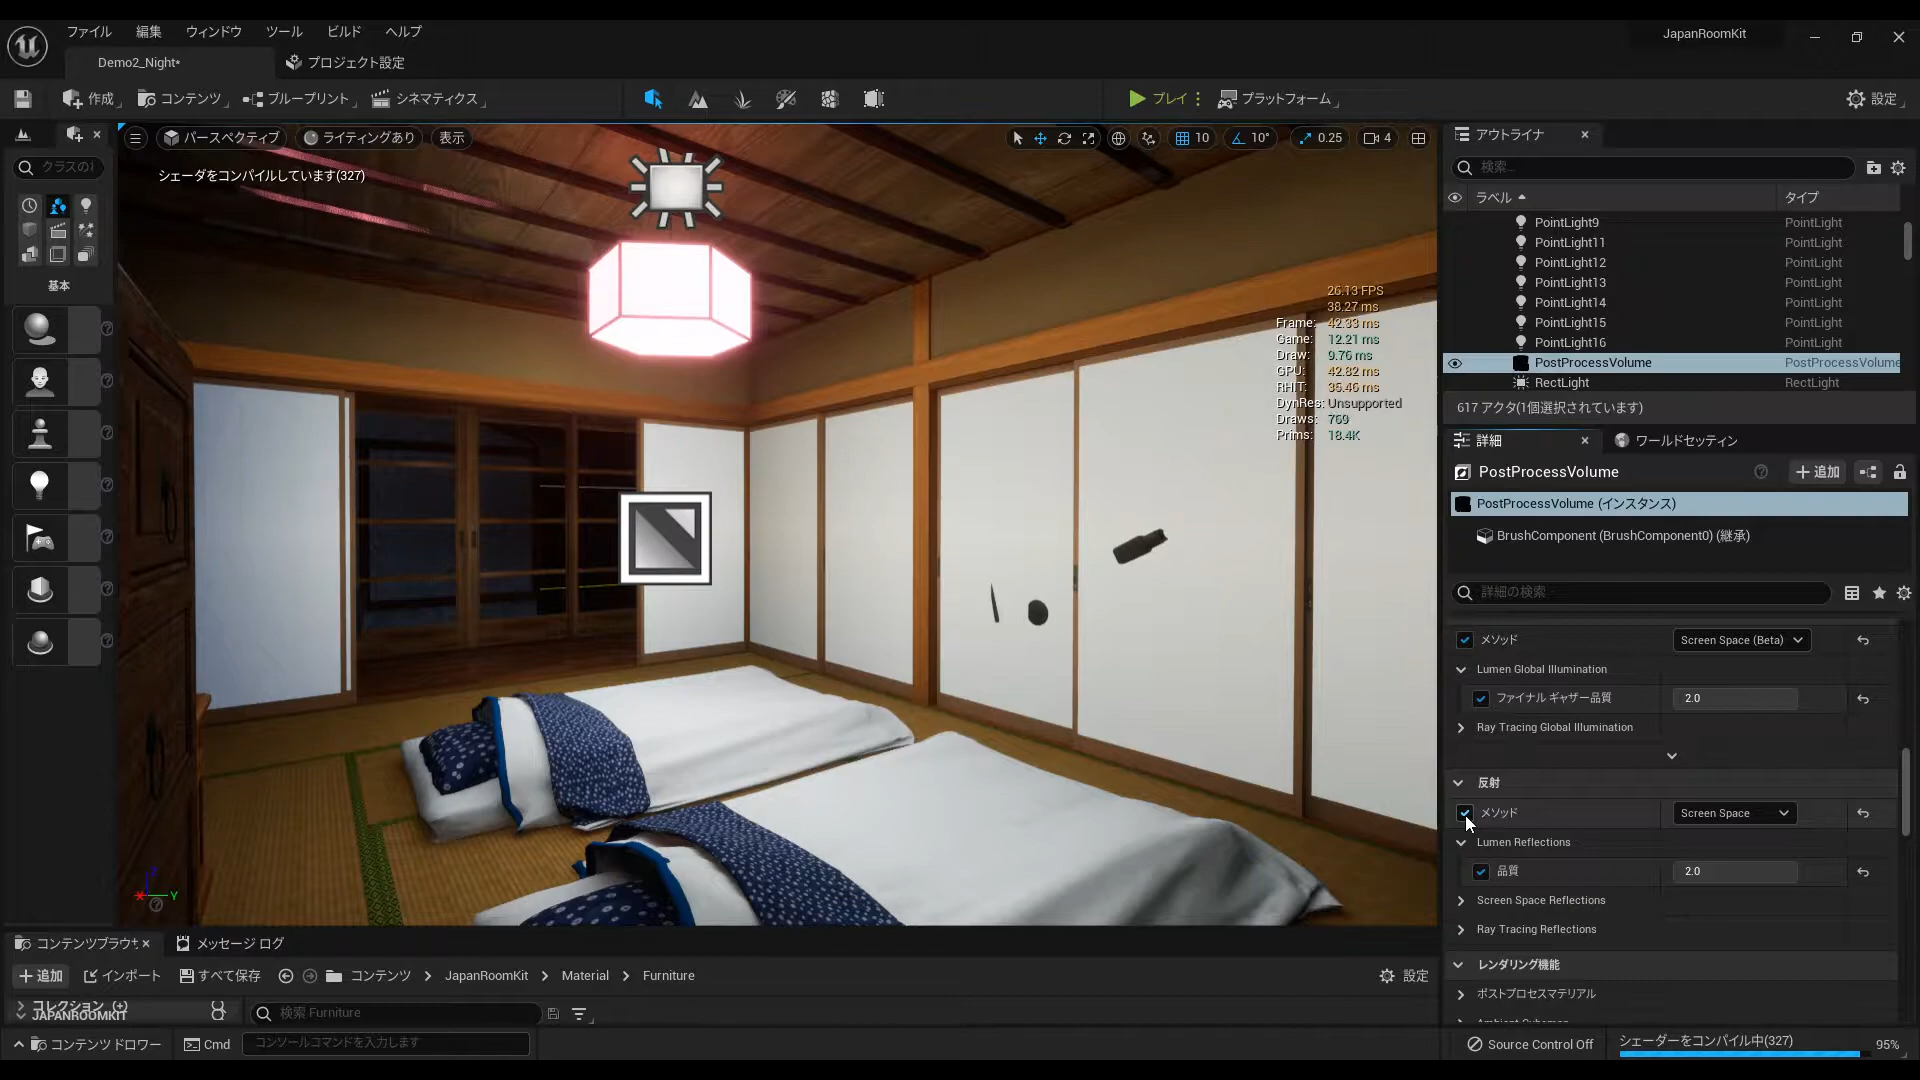 ファイル
編集
ウィンドウ
ツール
ビルド
ヘルプ
JapanRoomKit
Demo2_Night*
プロジェクト設定
作成
コンテンツ
ブループリント
シネマティクス
プレイ
プラットフォーム
設定
クラスの
基本
パースペクティブ
ライティングあり
表示
10
10°
0.25
4
シェーダをコンパイルしています(327)
26.13 FPS
38.27 ms
Frame: 42.33 ms
Game: 12.21 ms
Draw: 9.76 ms
GPU: 42.82 ms
RHIT: 35.46 ms
DynRes: Unsupported
Draws: 769
Prims: 18.4K
アウトライナ
検索...
ラベル
タイプ
PointLight9 PointLight
PointLight11 PointLight
PointLight12 PointLight
PointLight13 PointLight
PointLight14 PointLight
PointLight15 PointLight
PointLight16 PointLight
PostProcessVolume PostProcessVolume
RectLight RectLight
617 アクタ(1個選択されています)
詳細
ワールドセッティン
PostProcessVolume
追加
PostProcessVolume (インスタンス)
BrushComponent (BrushComponent0) (継承)
詳細の検索
メソッド Screen Space (Beta)
Lumen Global Illumination
ファイナル ギャザー品質 2.0
Ray Tracing Global Illumination
反射
メソッド Screen Space
Lumen Reflections
品質 2.0
Screen Space Reflections
Ray Tracing Reflections
レンダリング機能
ポストプロセスマテリアル
X
Y
Z
コンテンツブラウサ
メッセージ ログ
追加
インポート
すべて保存
コンテンツ
JapanRoomKit
Material
Furniture
設定
コレクション
JAPANROOMKIT
検索 Furniture
コンテンツ ドロワー
Cmd
コンソールコマンドを入力します
Source Control Off
シェーダーをコンパイル中(327)
95%